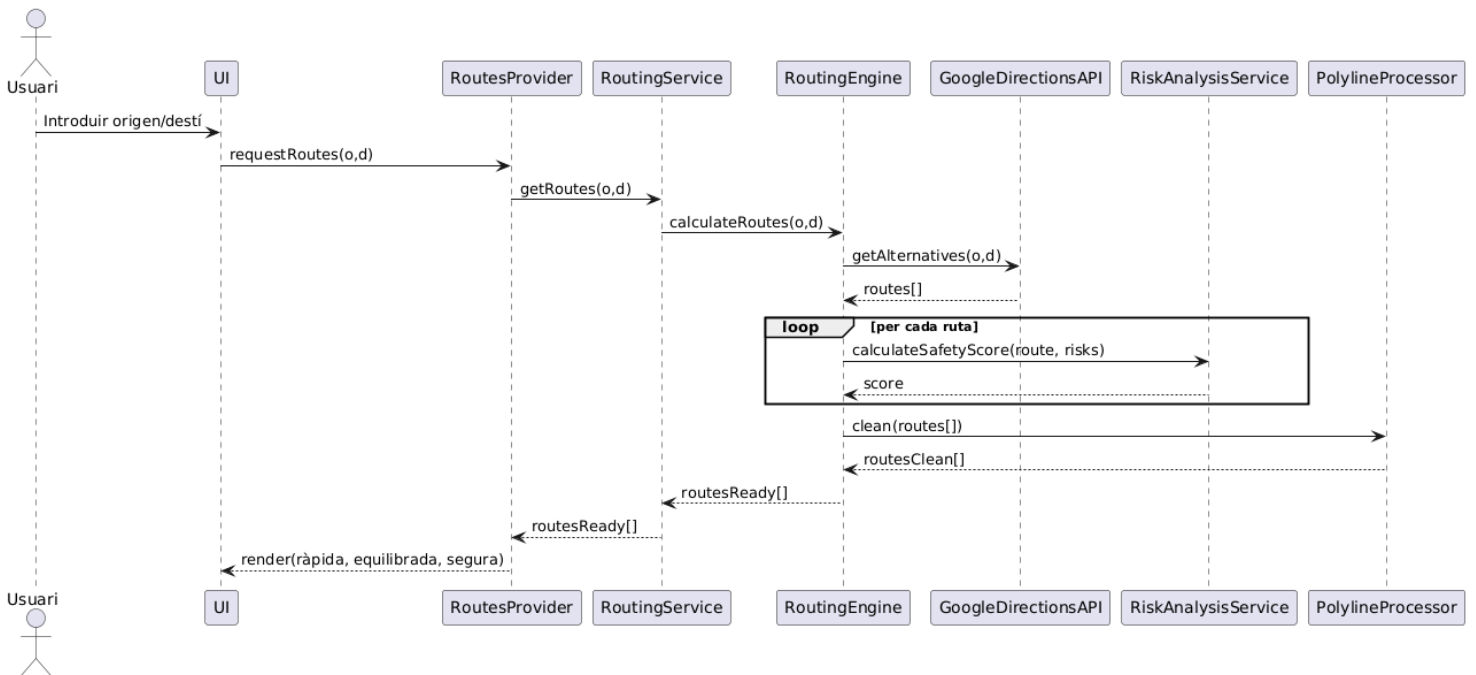 Usuari
UI
RoutesProvider
RoutingService
RoutingEngine
GoogleDirectionsAPI
RiskAnalysisService
PolylineProcessor
Introduir origen/destí
requestRoutes(o,d)
getRoutes(o,d)
calculateRoutes(o,d)
getAlternatives(o,d)
routes[]
loop [per cada ruta]
calculateSafetyScore(route, risks)
score
clean(routes[])
routesClean[]
routesReady[]
routesReady[]
render(ràpida, equilibrada, segura)
Usuari
UI
RoutesProvider
RoutingService
RoutingEngine
GoogleDirectionsAPI
RiskAnalysisService
PolylineProcessor